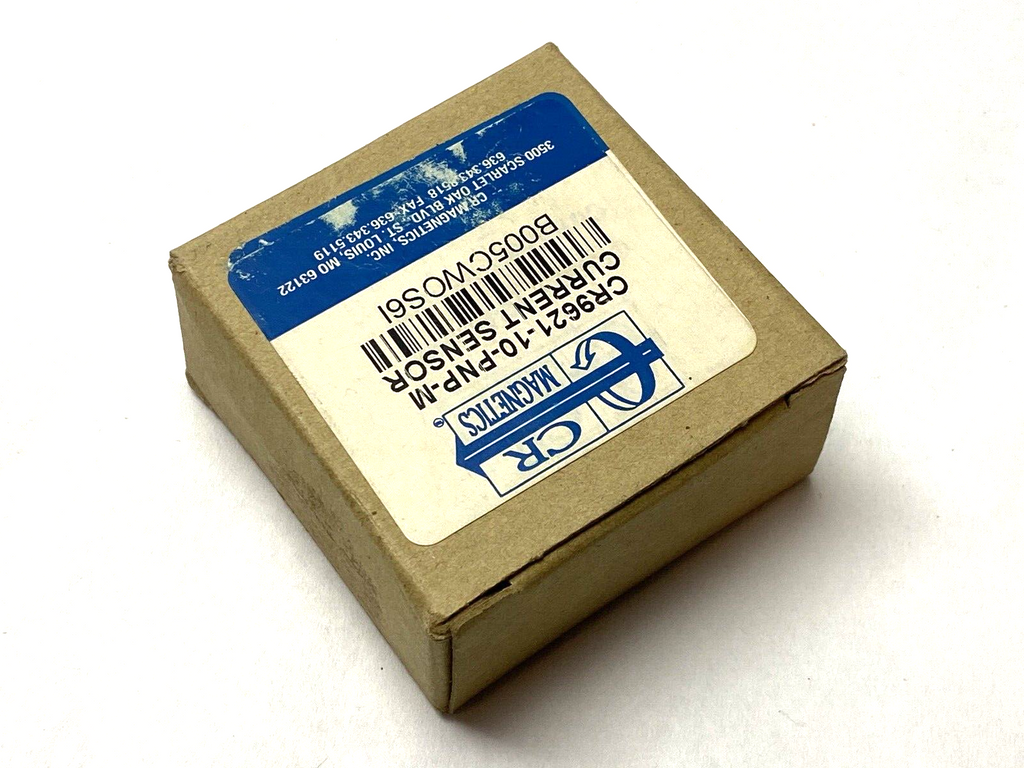 CR
MAGNETICS®
CR9621-10-PNP-M
CURRENT SENSOR
B005CWOS6I
CR MAGNETICS, INC.
3500 SCARLET OAK BLVD. ST. LOUIS, MO 63122
636.343.8518 FAX 636.343.5119